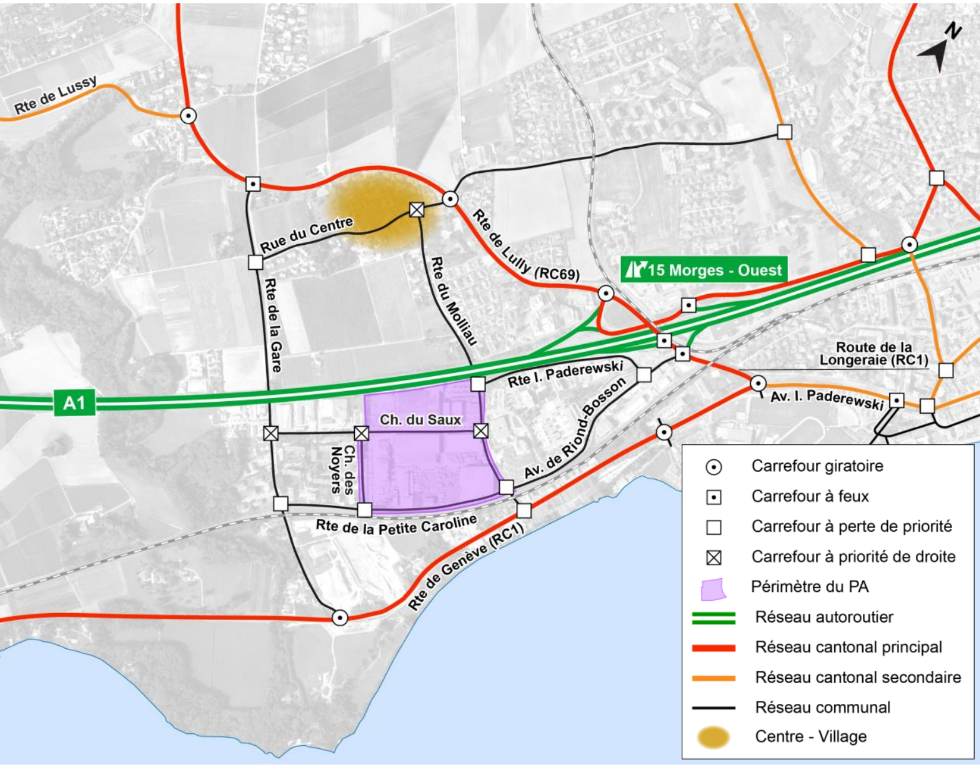 N
Rte de Lussy
Rue du Centre
Rte de Lully (RC69)
15 Morges - Ouest
Rte du Molliau
Rte de la Gare
Route de la
Longeraie (RC1)
Rte I. Paderewski
A1
Av. I. Paderewski
Ch. du Saux
Av. de Riond-Bosson
Ch. des
Noyers
Rte de la Petite Caroline
Rte de Genève (RC1)
Carrefour giratoire
Carrefour à feux
Carrefour à perte de priorité
Carrefour à priorité de droite
Périmètre du PA
Réseau autoroutier
Réseau cantonal principal
Réseau cantonal secondaire
Réseau communal
Centre - Village